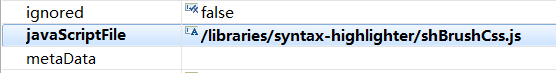 ignored false
javaScriptFile /libraries/syntax-highlighter/shBrushCss.js
metaData